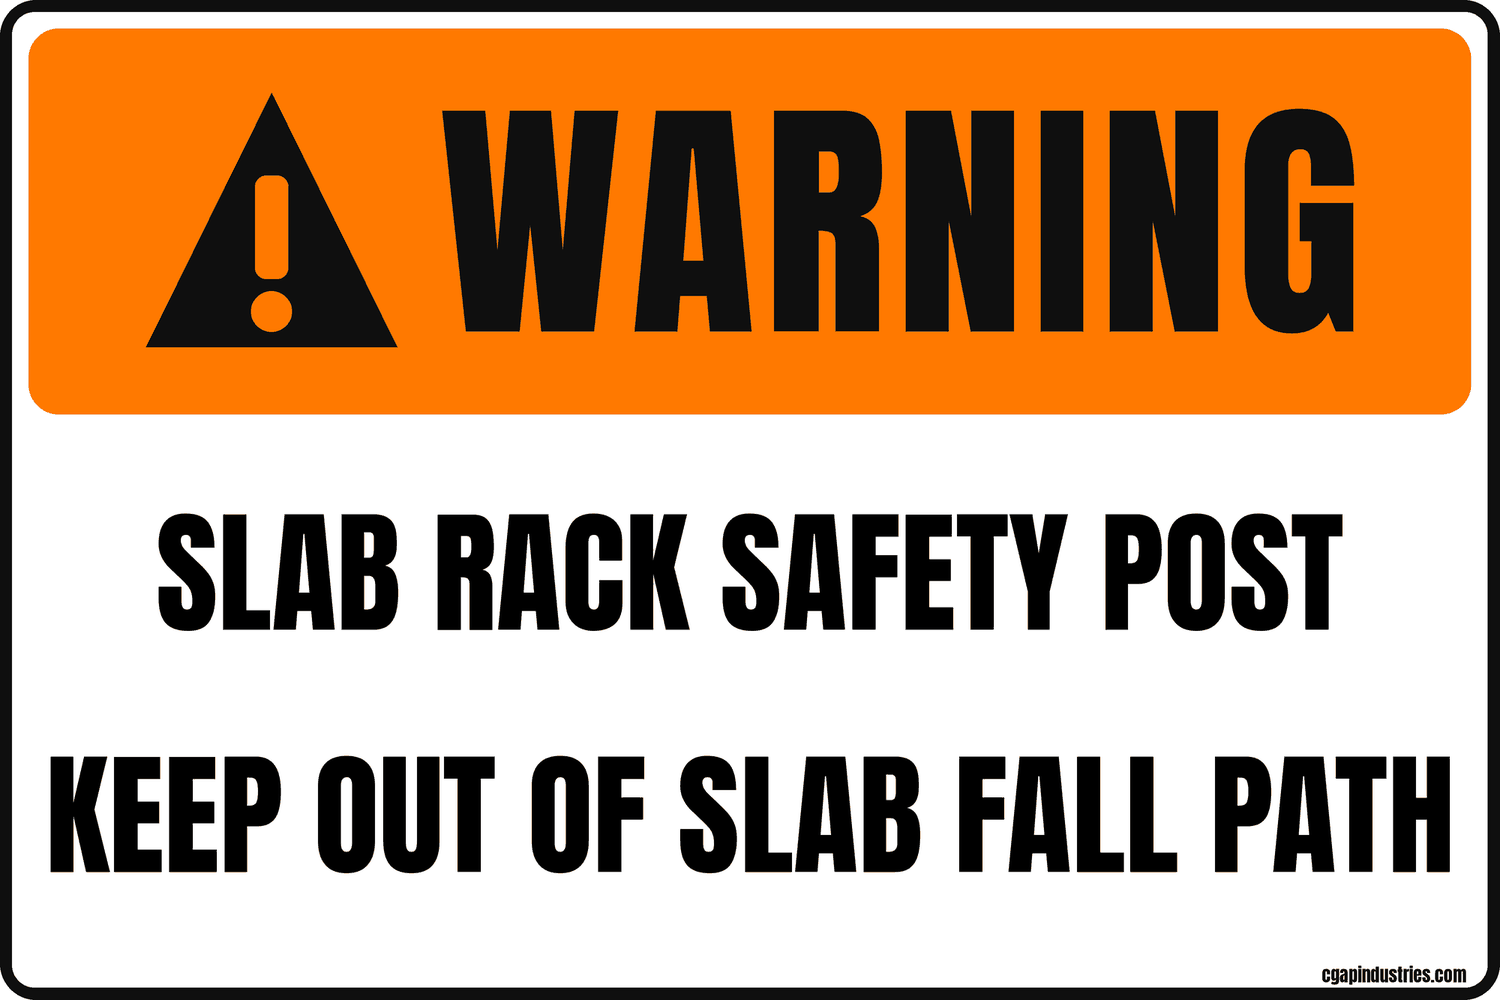 WARNING
SLAB RACK SAFETY POST
KEEP OUT OF SLAB FALL PATH
cgapindustries.com